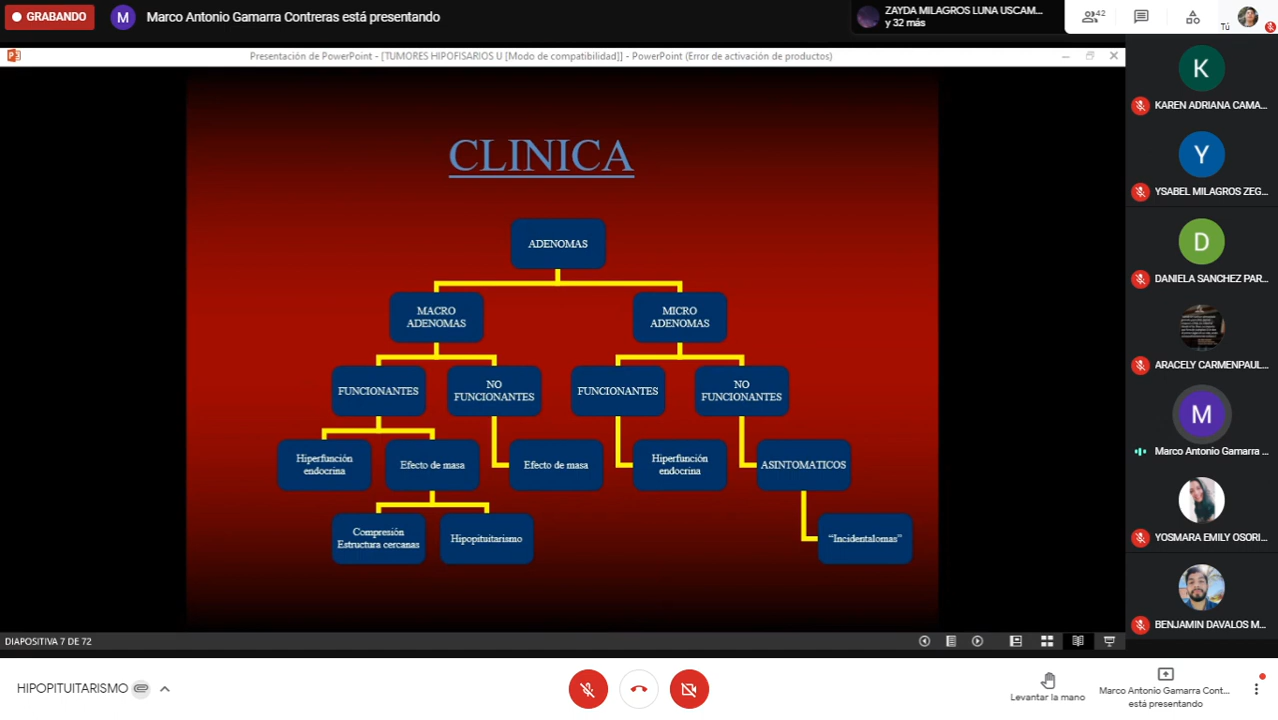 GRABANDO
M
Marco Antonio Gamarra Contreras está presentando
ZAYDA MILAGROS LUNA USCAM...
y 32 más
42
Tú
Presentación de PowerPoint - [TUMORES HIPOFISARIOS U [Modo de compatibilidad]] - PowerPoint (Error de activación de productos)
CLINICA
ADENOMAS
MACRO
ADENOMAS
MICRO
ADENOMAS
FUNCIONANTES
NO
FUNCIONANTES
FUNCIONANTES
NO
FUNCIONANTES
Hiperfunción
endocrina
Efecto de masa
Efecto de masa
Hiperfunción
endocrina
ASINTOMATICOS
Compresión
Estructura cercanas
Hipopituitarismo
“Incidentalomas”
K
KAREN ADRIANA CAMA...
Y
YSABEL MILAGROS ZEG...
D
DANIELA SANCHEZ PAR...
ARACELY CARMENPAUL...
M
Marco Antonio Gamarra ...
YOSMARA EMILY OSORI...
BENJAMIN DAVALOS M...
DIAPOSITIVA 7 DE 72
HIPOPITUITARISMO
Levantar la mano
Marco Antonio Gamarra Cont...
está presentando